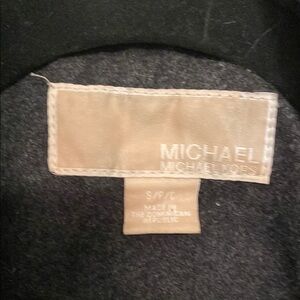 MICHAEL
MICHAEL KORS
S/P/C
MADE IN
THE DOMINICAN
REPUBLIC